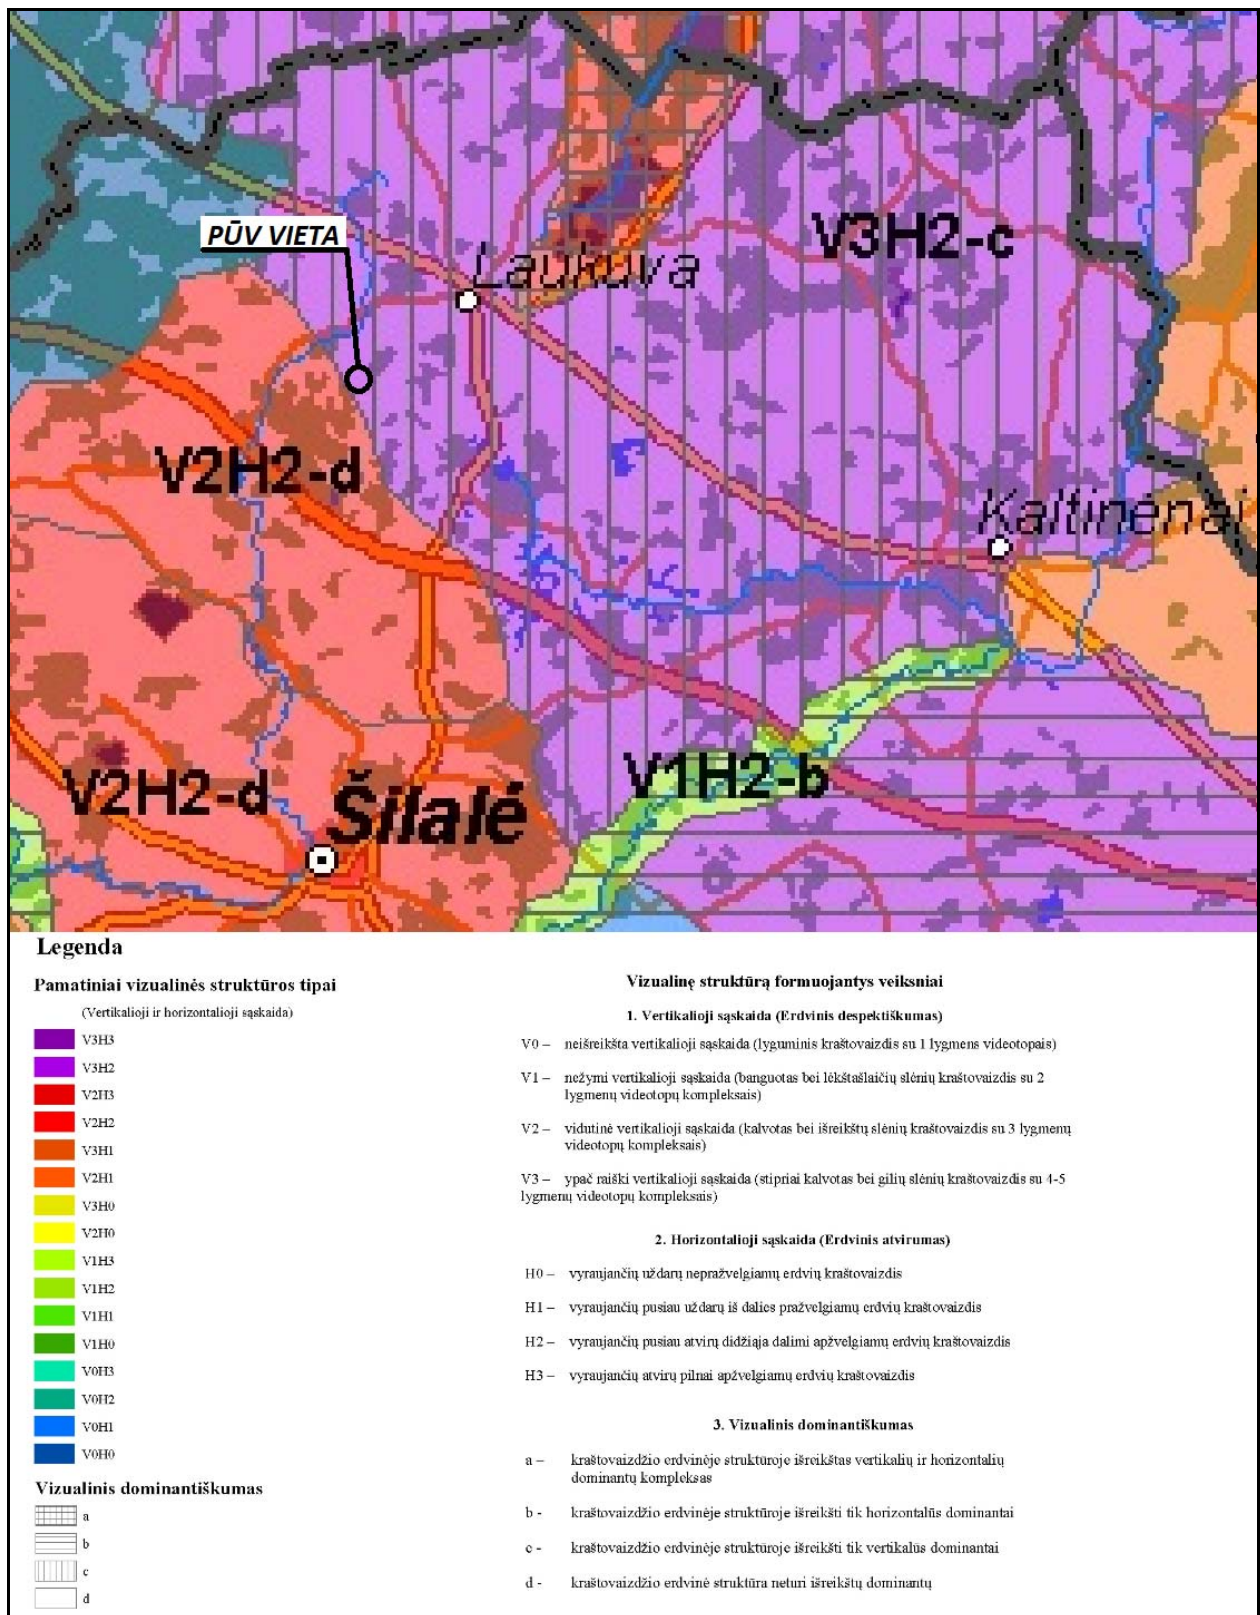 PŪV VIETA
Laukuva
V3H2-c
V2H2-d
Kaltinėnai
V2H2-d
Šilalė
V1H2-b
Legenda
Pamatiniai vizualinės struktūros tipai
(Vertikalioji ir horizontalioji sąskaida)
V3H3
V3H2
V2H3
V2H2
V3H1
V2H1
V3H0
V2H0
V1H3
V1H2
V1H1
V1H0
V0H3
V0H2
V0H1
V0H0
Vizualinis dominantiškumas
a
b
c
d
Vizualinę struktūrą formuojantys veiksniai
1. Vertikalioji sąskaida (Erdvinis despektiškumas)
V0 – neišreikšta vertikalioji sąskaida (lyguminis kraštovaizdis su 1 lygmens videotopais)
V1 – nežymi vertikalioji sąskaida (banguotas bei lėkštašlaičių slėnių kraštovaizdis su 2
lygmenų videotopų kompleksais)
V2 – vidutinė vertikalioji sąskaida (kalvotas bei išreikštų slėnių kraštovaizdis su 3 lygmenų
videotopų kompleksais)
V3 – ypač raiški vertikalioji sąskaida (stipriai kalvotas bei gilių slėnių kraštovaizdis su 4-5
lygmenų videotopų kompleksais)
2. Horizontalioji sąskaida (Erdvinis atvirumas)
H0 – vyraujančių uždarų nepražvelgiamų erdvių kraštovaizdis
H1 – vyraujančių pusiau uždarų iš dalies pražvelgiamų erdvių kraštovaizdis
H2 – vyraujančių pusiau atvirų didžiąja dalimi apžvelgiamų erdvių kraštovaizdis
H3 – vyraujančių atvirų pilnai apžvelgiamų erdvių kraštovaizdis
3. Vizualinis dominantiškumas
a – kraštovaizdžio erdvinėje struktūroje išreikštas vertikalių ir horizontalių
dominantų kompleksas
b - kraštovaizdžio erdvinėje struktūroje išreikšti tik horizontalūs dominantai
c - kraštovaizdžio erdvinėje struktūroje išreikšti tik vertikalūs dominantai
d - kraštovaizdžio erdvinė struktūra neturi išreikštų dominantų